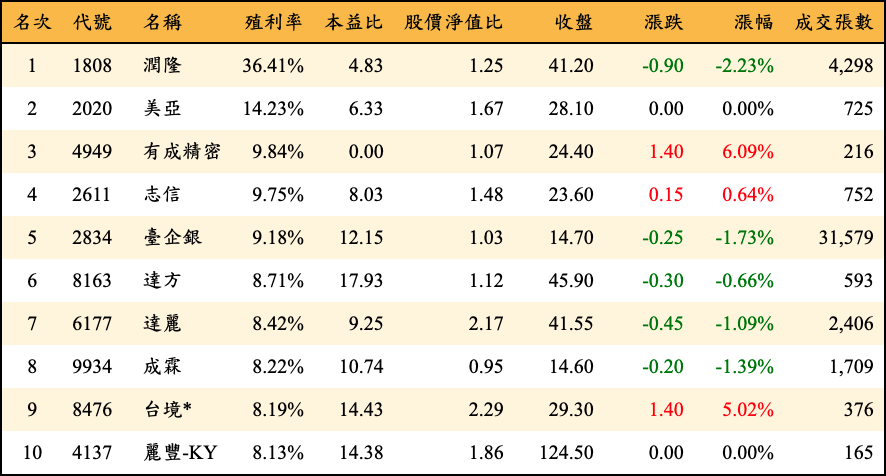 名次 代號 名稱 殖利率 本益比 股價淨值比 收盤 漲跌 漲幅 成交張數
1 1808 潤隆 36.41% 4.83 1.25 41.20 -0.90 -2.23% 4,298
2 2020 美亞 14.23% 6.33 1.67 28.10 0.00 0.00% 725
3 4949 有成精密 9.84% 0.00 1.07 24.40 1.40 6.09% 216
4 2611 志信 9.75% 8.03 1.48 23.60 0.15 0.64% 752
5 2834 臺企銀 9.18% 12.15 1.03 14.70 -0.25 -1.73% 31,579
6 8163 達方 8.71% 17.93 1.12 45.90 -0.30 -0.66% 593
7 6177 達麗 8.42% 9.25 2.17 41.55 -0.45 -1.09% 2,406
8 9934 成霖 8.22% 10.74 0.95 14.60 -0.20 -1.39% 1,709
9 8476 台境* 8.19% 14.43 2.29 29.30 1.40 5.02% 376
10 4137 麗豐-KY 8.13% 14.38 1.86 124.50 0.00 0.00% 165